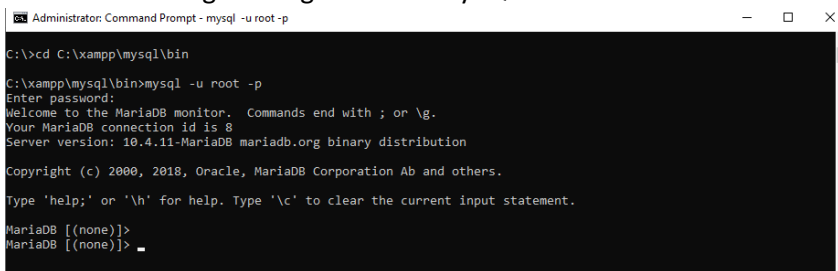 Administrator: Command Prompt - mysql -u root -p
C:\>cd C:\xampp\mysql\bin
C:\xampp\mysql\bin>mysql -u root -p
Enter password:
Welcome to the MariaDB monitor.  Commands end with ; or \g.
Your MariaDB connection id is 8
Server version: 10.4.11-MariaDB mariadb.org binary distribution
Copyright (c) 2000, 2018, Oracle, MariaDB Corporation Ab and others.
Type 'help;' or '\h' for help. Type '\c' to clear the current input statement.
MariaDB [(none)]>
MariaDB [(none)]>